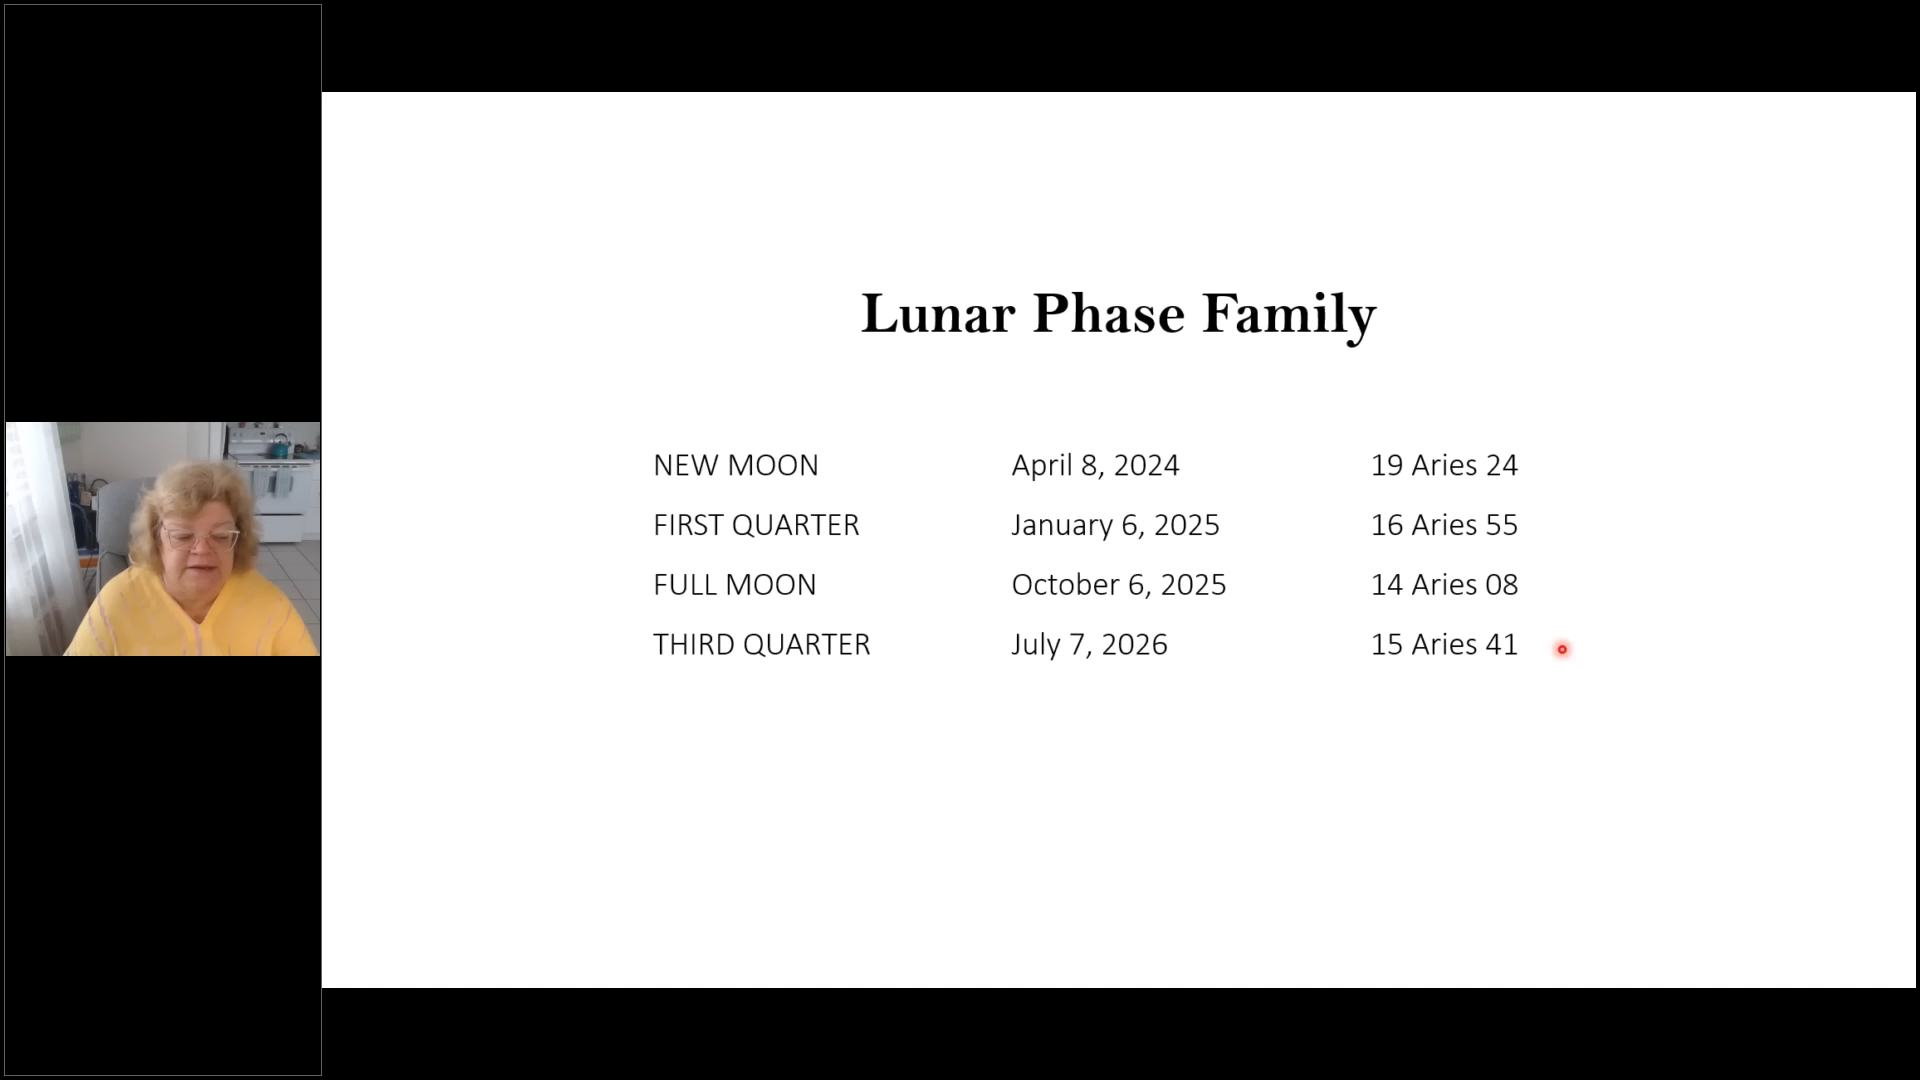 Lunar Phase Family
NEW MOON April 8, 2024 19 Aries 24
FIRST QUARTER January 6, 2025 16 Aries 55
FULL MOON October 6, 2025 14 Aries 08
THIRD QUARTER July 7, 2026 15 Aries 41